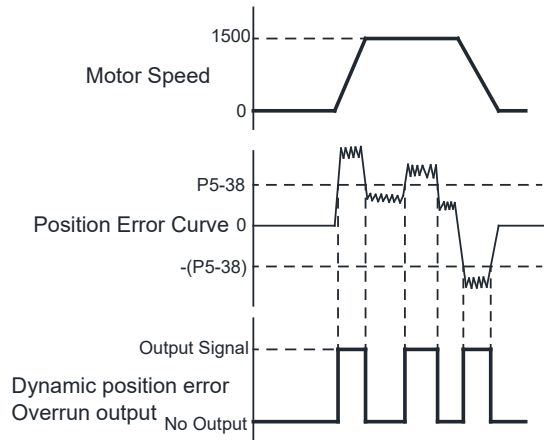 1500
Motor Speed
0
P5-38
Position Error Curve 0
-(P5-38)
Output Signal
Dynamic position error
Overrun output No Output